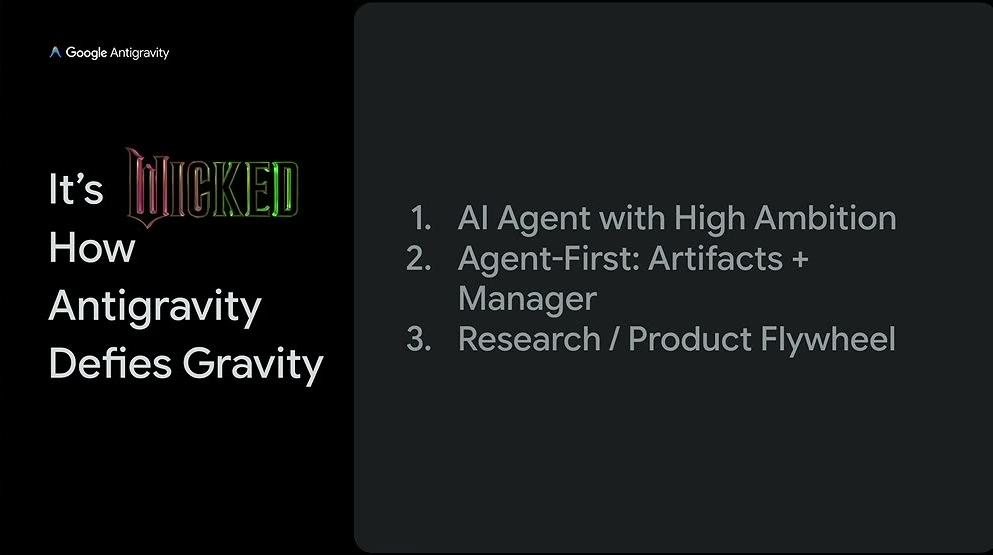 Google Antigravity
It's WICKED
How
Antigravity
Defies Gravity
1. AI Agent with High Ambition
2. Agent-First: Artifacts +
Manager
3. Research / Product Flywheel